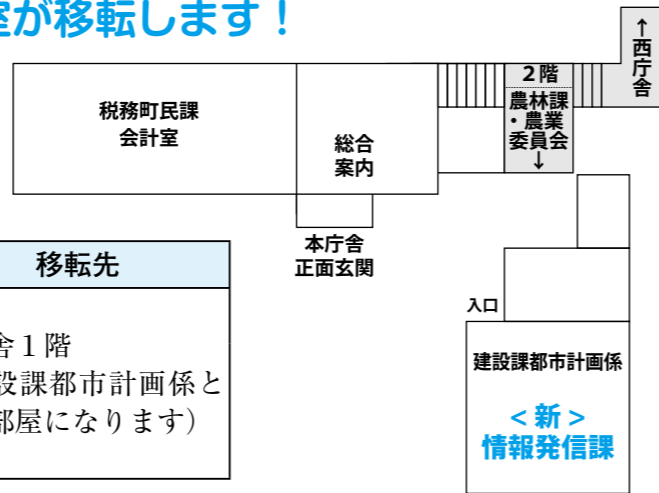 室が移転します！
↑西庁舎
２階
農林課
・農業
委員会
↓
税務町民課
会計室
総合
案内
本庁舎
正面玄関
移転先
舎１階
設課都市計画係と
部屋になります）
入口
建設課都市計画係
＜新＞
情報発信課